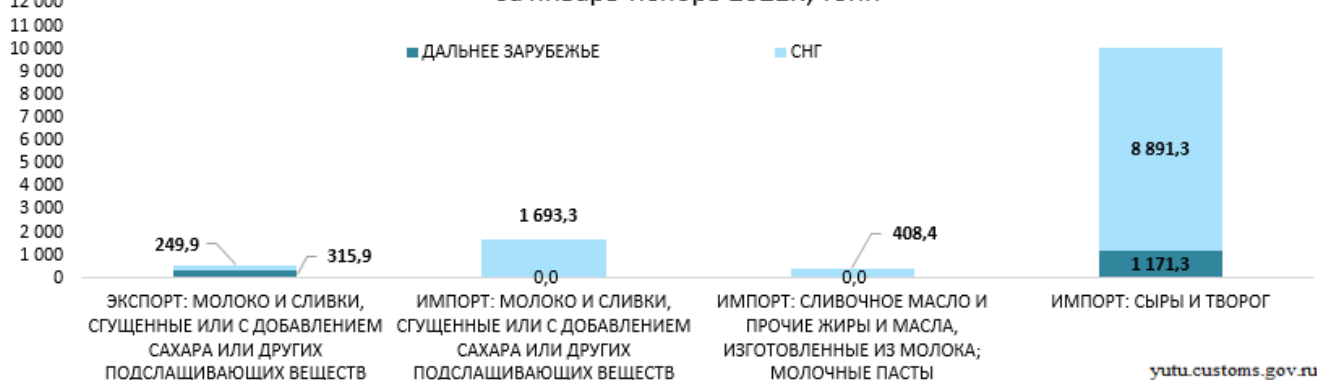 12 000
11 000
10 000
9 000
8 000
7 000
6 000
5 000
4 000
3 000
2 000
1 000
0
ДАЛЬНЕЕ ЗАРУБЕЖЬЕ СНГ
249,9
315,9
1 693,3
0,0
408,4
0,0
8 891,3
1 171,3
ЭКСПОРТ: МОЛОКО И СЛИВКИ,
СГУЩЕННЫЕ ИЛИ С ДОБАВЛЕНИЕМ
САХАРА ИЛИ ДРУГИХ
ПОДСЛАЩИВАЮЩИХ ВЕЩЕСТВ
ИМПОРТ: МОЛОКО И СЛИВКИ,
СГУЩЕННЫЕ ИЛИ С ДОБАВЛЕНИЕМ
САХАРА ИЛИ ДРУГИХ
ПОДСЛАЩИВАЮЩИХ ВЕЩЕСТВ
ИМПОРТ: СЛИВОЧНОЕ МАСЛО И
ПРОЧИЕ ЖИРЫ И МАСЛА,
ИЗГОТОВЛЕННЫЕ ИЗ МОЛОКА;
МОЛОЧНЫЕ ПАСТЫ
ИМПОРТ: СЫРЫ И ТВОРОГ
yutu.customs.gov.ru